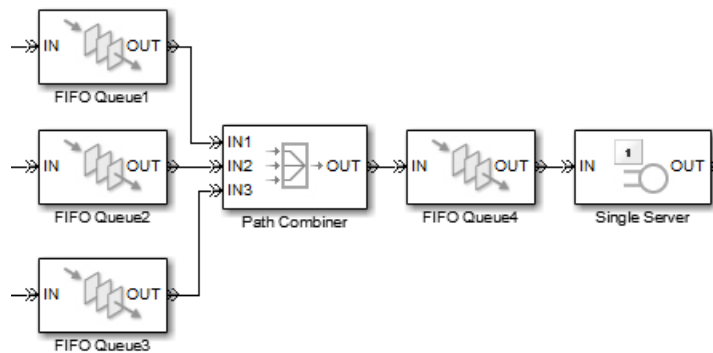 IN OUT
FIFO Queue1
IN OUT
FIFO Queue2
IN OUT
FIFO Queue3
IN1
IN2 OUT
IN3
Path Combiner
IN OUT
FIFO Queue4
1
IN OUT
Single Server